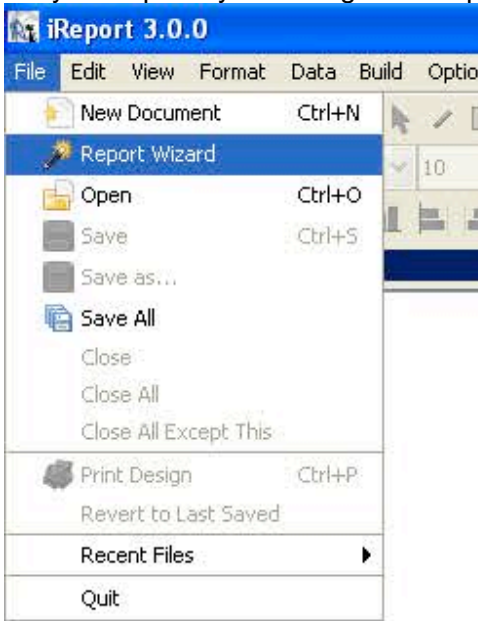 iReport 3.0.0
File Edit View Format Data Build Optio
New Document Ctrl+N
Report Wizard
10
Open Ctrl+O
Save Ctrl+S
Save as...
Save All
Close
Close All
Close All Except This
Print Design Ctrl+P
Revert to Last Saved
Recent Files
Quit